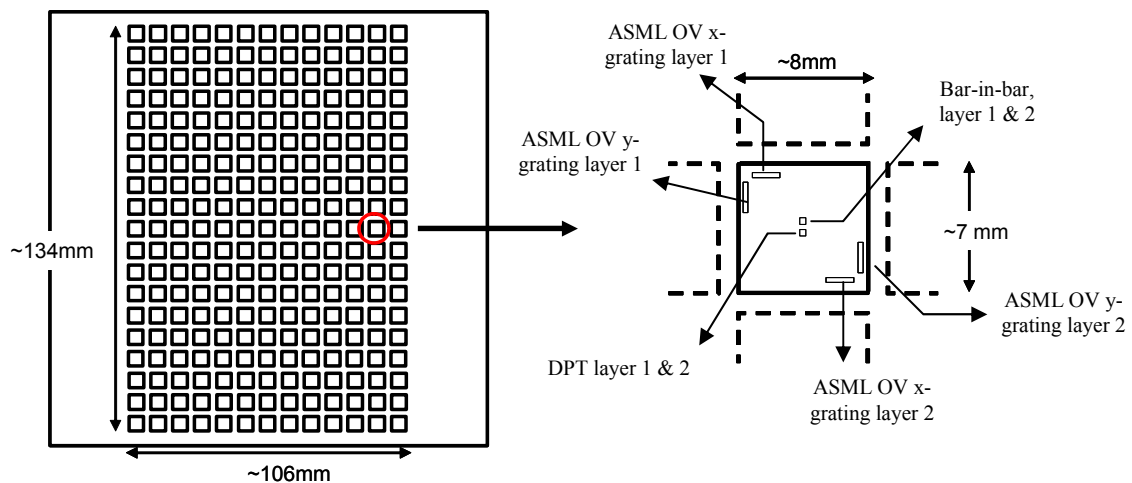 ASML OV x-
grating layer 1
~8mm
Bar-in-bar,
layer 1 & 2
ASML OV y-
grating layer 1
~134mm
~7 mm
ASML OV y-
grating layer 2
DPT layer 1 & 2
ASML OV x-
grating layer 2
~106mm